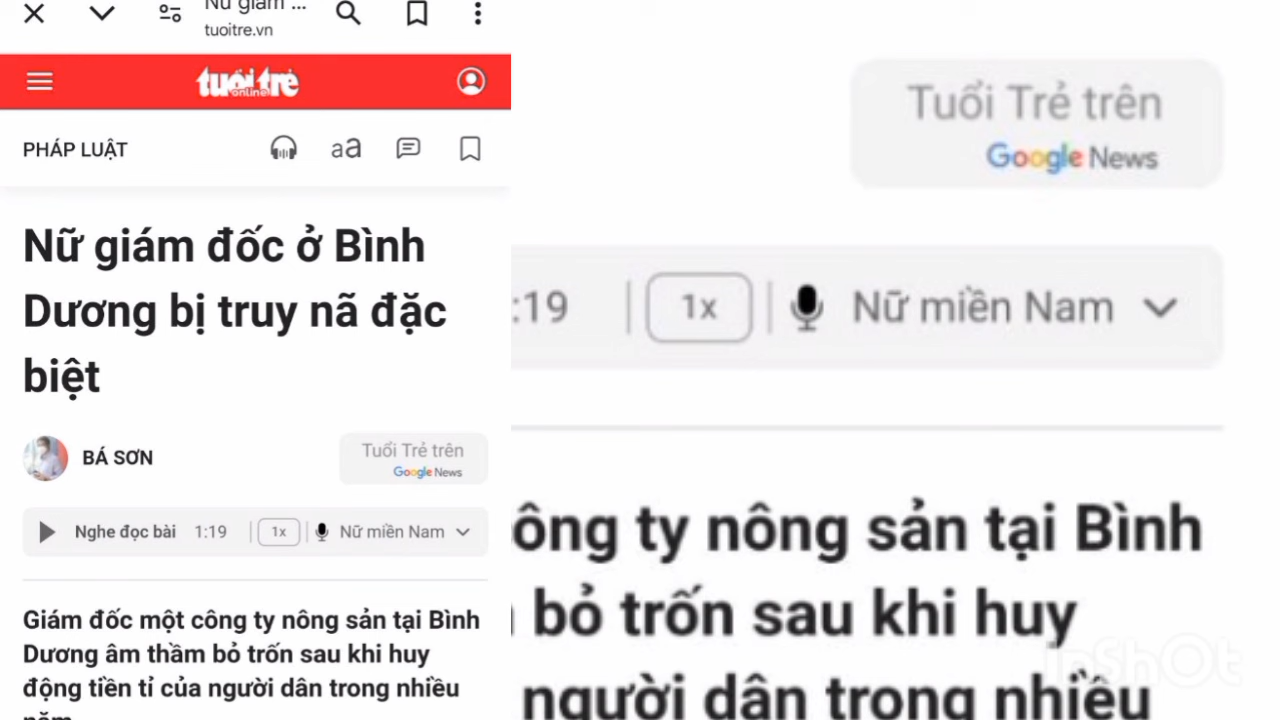 Nữ giám ...
tuoitre.vn
tuổi trẻ
online
PHÁP LUẬT
aa
Nữ giám đốc ở Bình
Dương bị truy nã đặc
biệt
BÁ SƠN
Tuổi Trẻ trên
Google News
Nghe đọc bài 1:19 1x Nữ miền Nam
Giám đốc một công ty nông sản tại Bình
Dương âm thầm bỏ trốn sau khi huy
động tiền tỉ của người dân trong nhiều
năm
Tuổi Trẻ trên
Google News
:19 1x Nữ miền Nam
ông ty nông sản tại Bình
bỏ trốn sau khi huy
người dân trong nhiều
InShOt